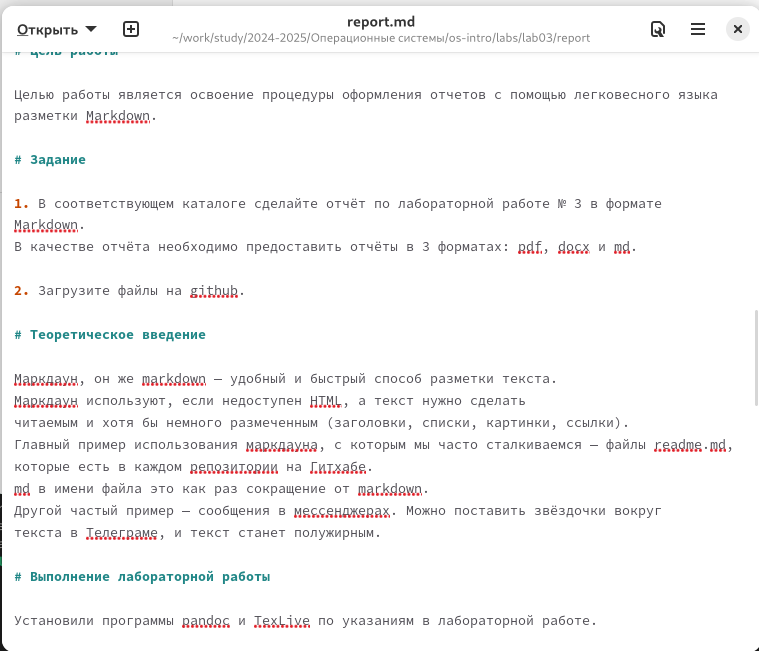 Открыть
report.md
~/work/study/2024-2025/Операционные системы/os-intro/labs/lab03/report
# Цель работы
Целью работы является освоение процедуры оформления отчетов с помощью легковесного языка
разметки Markdown.
# Задание
1. В соответствующем каталоге сделайте отчёт по лабораторной работе № 3 в формате
Markdown.
В качестве отчёта необходимо предоставить отчёты в 3 форматах: pdf, docx и md.
2. Загрузите файлы на github.
# Теоретическое введение
Маркдаун, он же markdown — удобный и быстрый способ разметки текста.
Маркдаун используют, если недоступен HTML, а текст нужно сделать
читаемым и хотя бы немного размеченным (заголовки, списки, картинки, ссылки).
Главный пример использования маркдауна, с которым мы часто сталкиваемся — файлы readme.md,
которые есть в каждом репозитории на Гитхабе.
md в имени файла это как раз сокращение от markdown.
Другой частый пример — сообщения в мессенджерах. Можно поставить звёздочки вокруг
текста в Телеграме, и текст станет полужирным.
# Выполнение лабораторной работы
Установили программы pandoc и TexLive по указаниям в лабораторной работе.